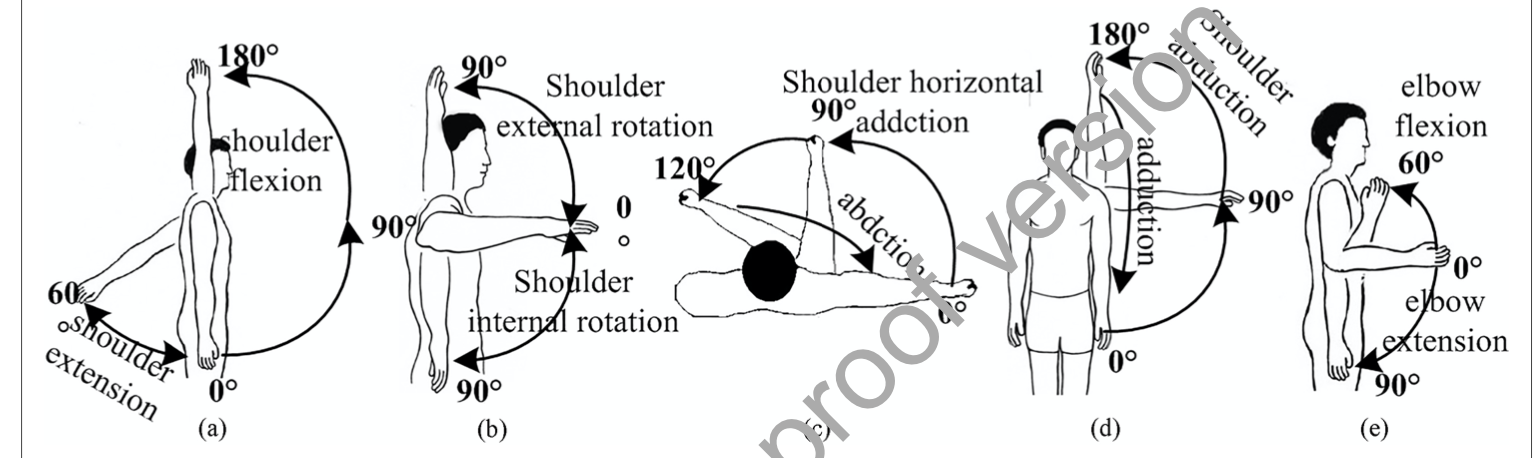 180°
shoulder
flexion
90°
60
°
shoulder
extension
0°
(a)
90°
Shoulder
external rotation
0
°
Shoulder
internal rotation
90°
(b)
Shoulder horizontal
90° addction
120°
abdction
0°
(c)
180°
Shoulder
abduction
adduction
90°
0°
(d)
elbow
flexion
60°
0°
elbow
extension
90°
(e)
proof version